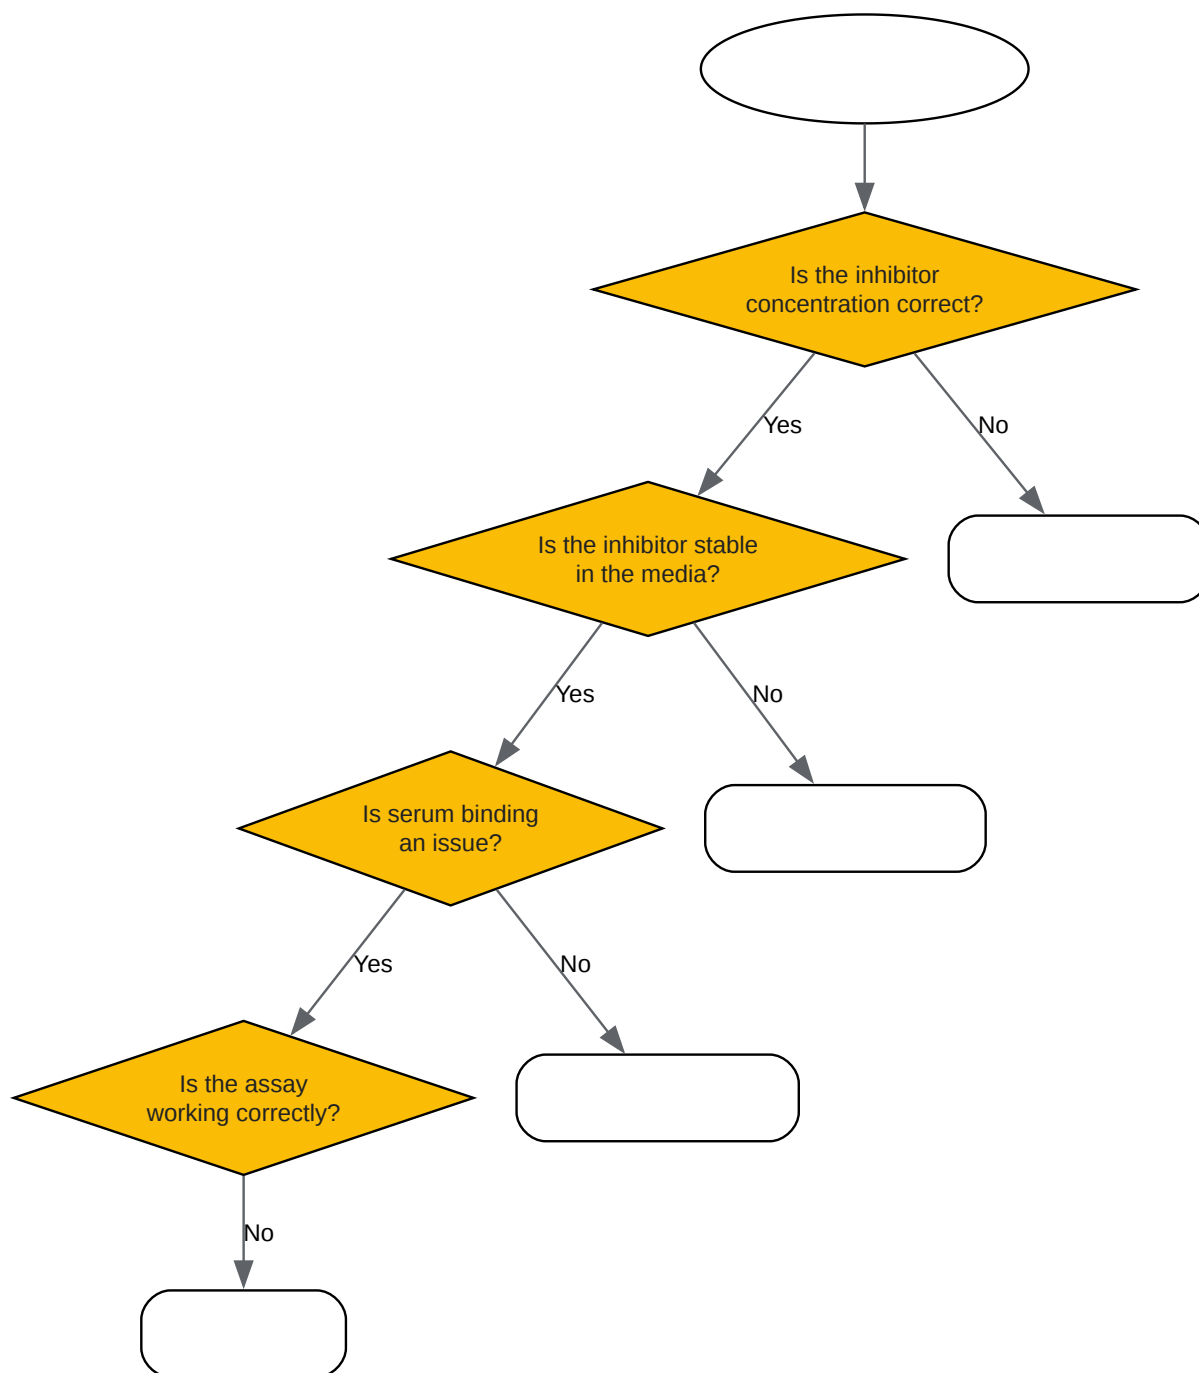 Is the inhibitor
concentration correct?
Yes
No
Is the inhibitor stable
in the media?
Yes
No
Is serum binding
an issue?
Yes
No
Is the assay
working correctly?
No